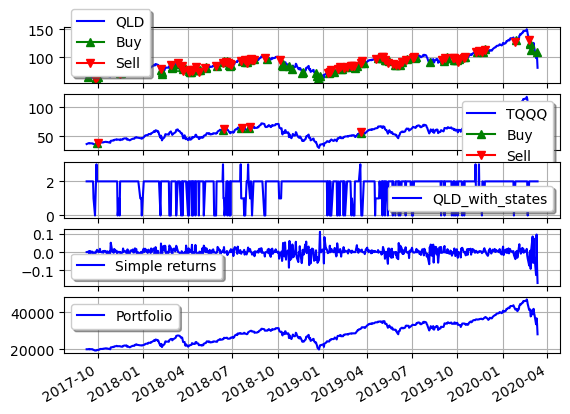 150
100
QLD
Buy
Sell
100
50
TQQQ
Buy
Sell
2
0
QLD_with_states
0.1
0.0
−0.1
Simple returns
40000
20000
Portfolio
2017-10
2018-01
2018-04
2018-07
2018-10
2019-01
2019-04
2019-07
2019-10
2020-01
2020-04